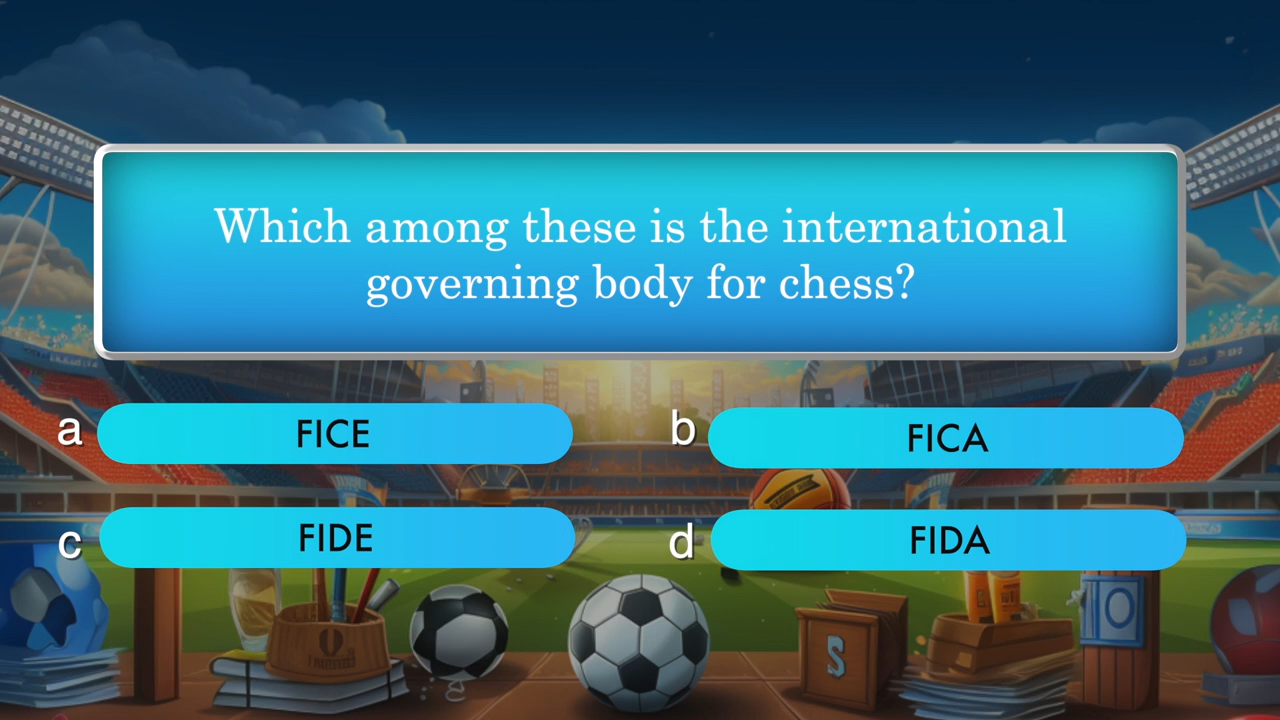 Which among these is the international
governing body for chess?
a FICE
b FICA
c FIDE
d FIDA
S